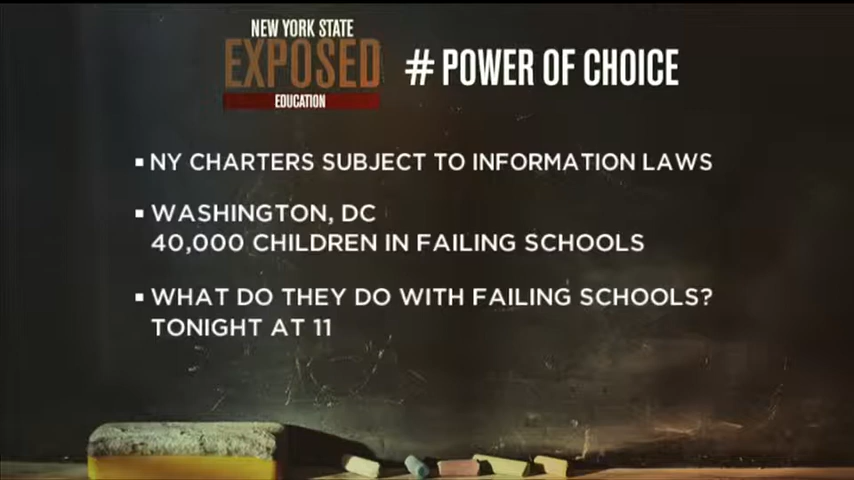 NEW YORK STATE
EXPOSED
EDUCATION
# POWER OF CHOICE
▪ NY CHARTERS SUBJECT TO INFORMATION LAWS
▪ WASHINGTON, DC
40,000 CHILDREN IN FAILING SCHOOLS
▪ WHAT DO THEY DO WITH FAILING SCHOOLS?
TONIGHT AT 11